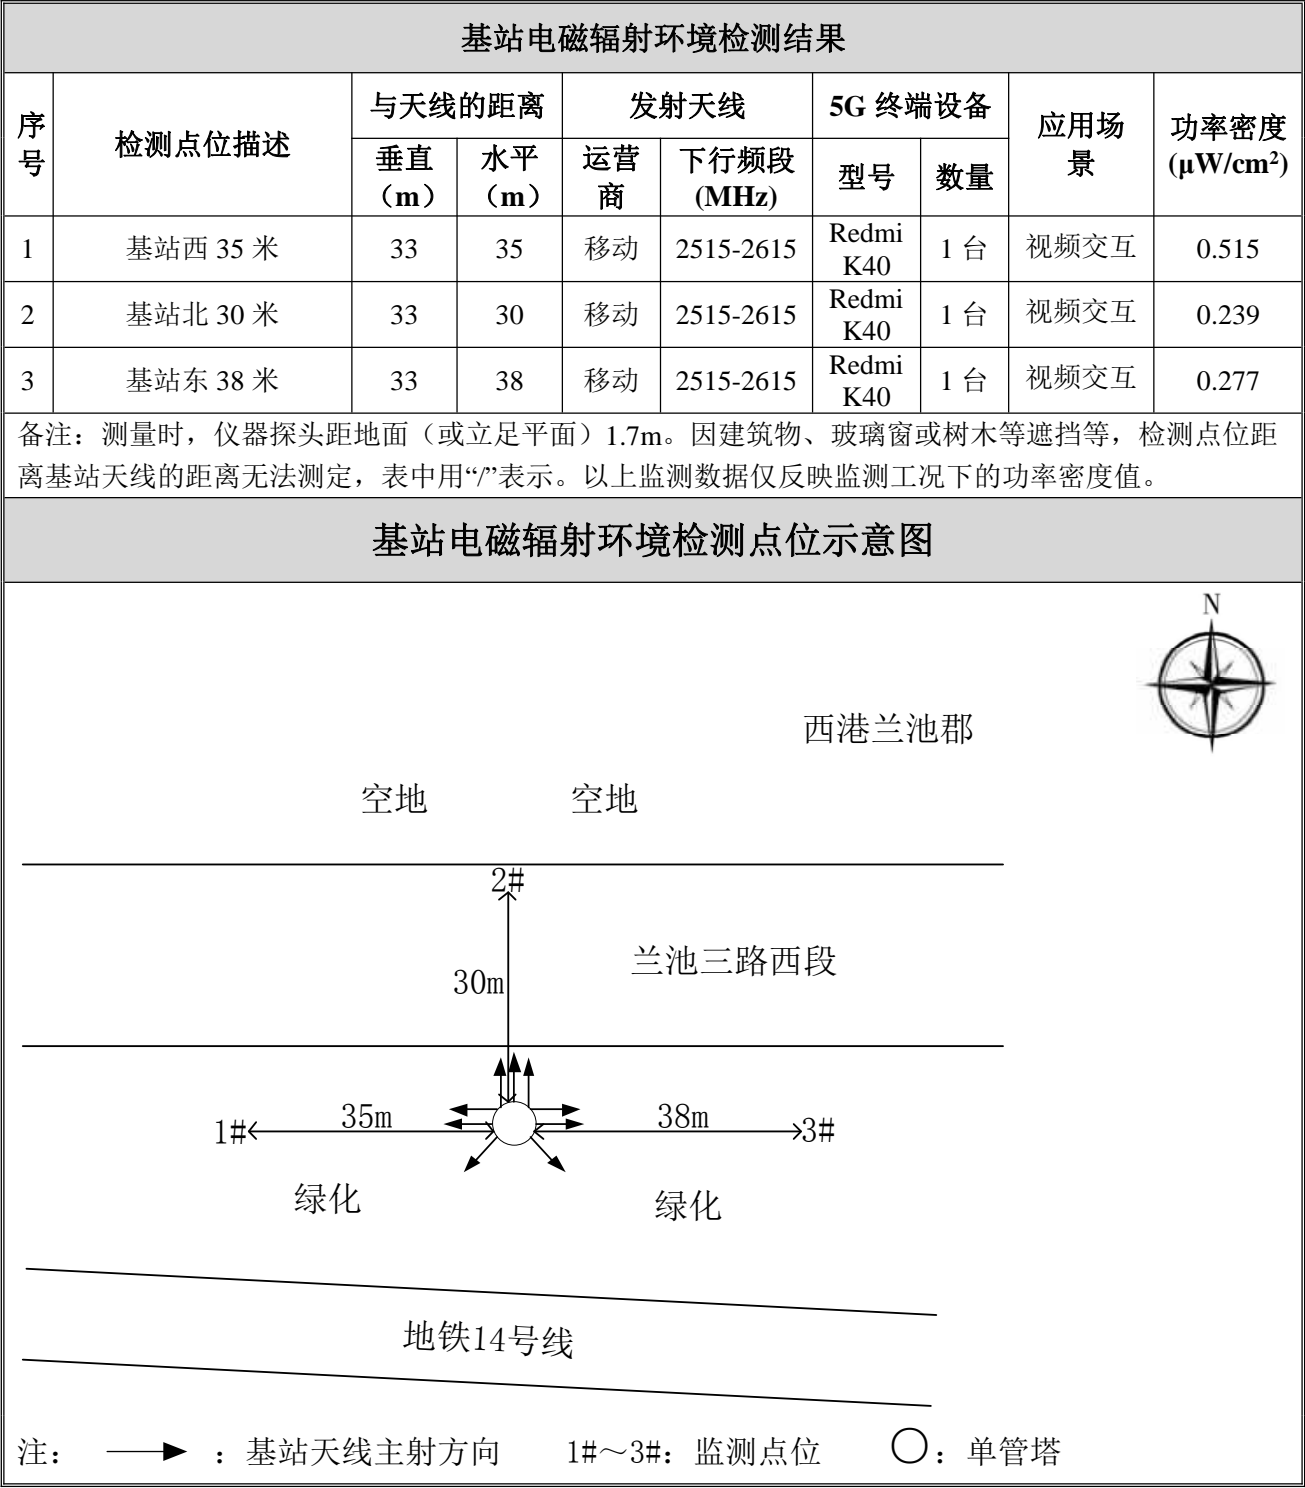 基站电磁辐射环境检测结果
序号 检测点位描述 与天线的距离 发射天线 5G 终端设备 应用场景 功率密度(μW/cm²)
垂直（m） 水平（m） 运营商 下行频段(MHz) 型号 数量
1 基站西 35 米 33 35 移动 2515-2615 Redmi K40 1 台 视频交互 0.515
2 基站北 30 米 33 30 移动 2515-2615 Redmi K40 1 台 视频交互 0.239
3 基站东 38 米 33 38 移动 2515-2615 Redmi K40 1 台 视频交互 0.277
备注：测量时，仪器探头距地面（或立足平面）1.7m。因建筑物、玻璃窗或树木等遮挡等，检测点位距
离基站天线的距离无法测定，表中用“/”表示。以上监测数据仅反映监测工况下的功率密度值。
基站电磁辐射环境检测点位示意图
N
西港兰池郡
空地 空地
2#
兰池三路西段
30m
1# 35m 38m 3#
绿化 绿化
地铁14号线
注： ：基站天线主射方向 1#～3#：监测点位 ：单管塔